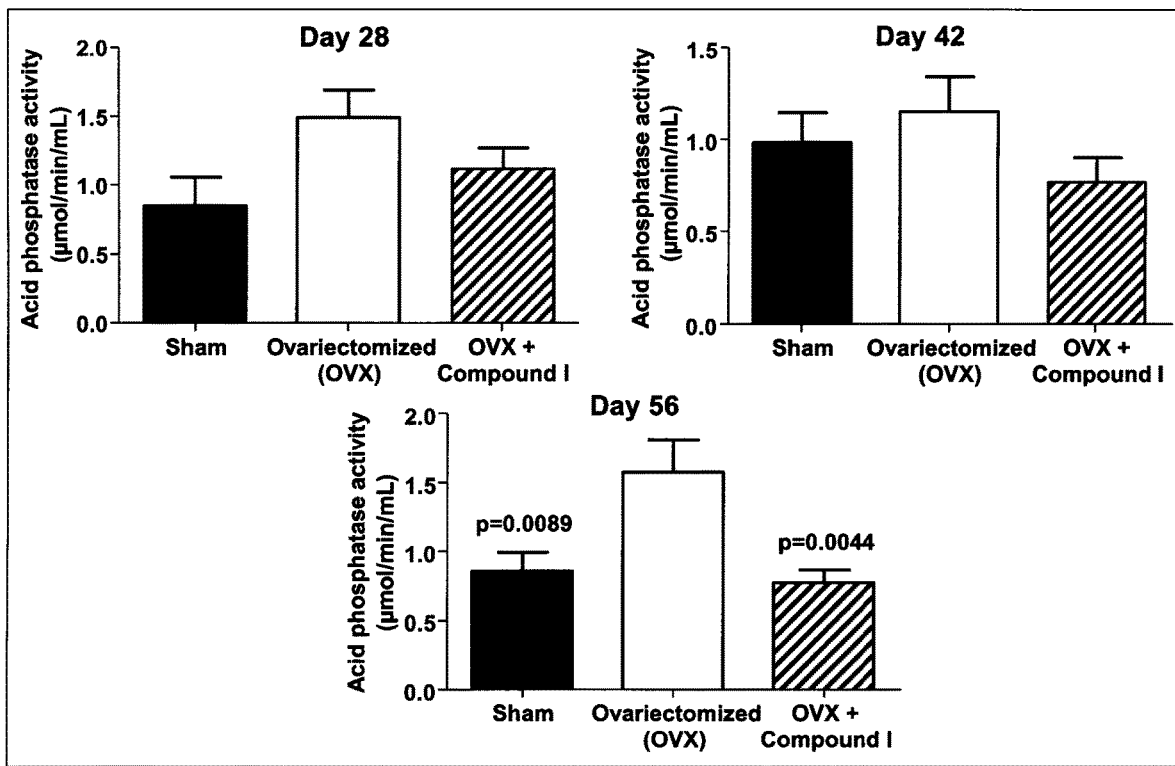 Day 28
Acid phosphatase activity
(µmol/min/mL)
2.0
1.5
1.0
0.5
0.0
Sham
Ovariectomized
(OVX)
OVX +
Compound I
Day 42
Acid phosphatase activity
(µmol/min/mL)
1.5
1.0
0.5
0.0
Sham
Ovariectomized
(OVX)
OVX +
Compound I
Day 56
Acid phosphatase activity
(µmol/min/mL)
2.0
1.5
1.0
0.5
0.0
p=0.0089
p=0.0044
Sham
Ovariectomized
(OVX)
OVX +
Compound I